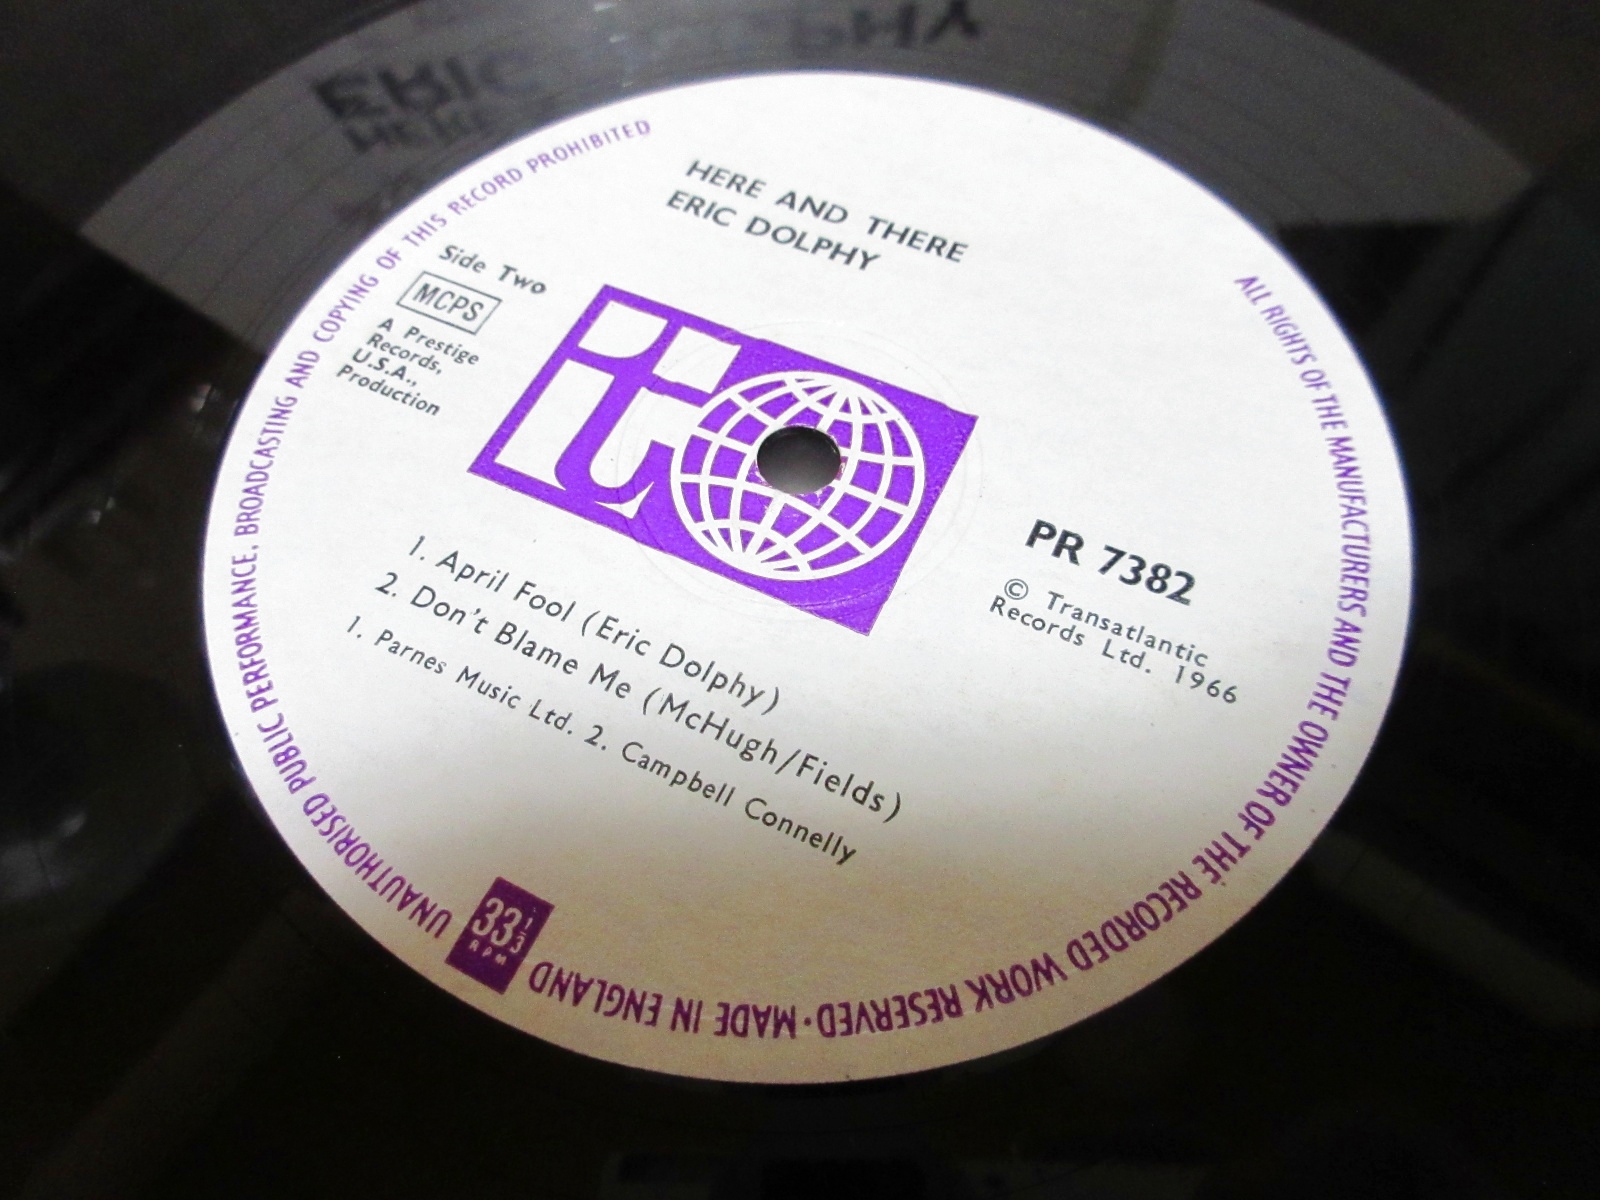 HERE AND THERE
ERIC DOLPHY
Side Two
MCPS
A Prestige
Records,
U.S.A.,
Production
it
PR 7382
© Transatlantic
Records Ltd. 1966
1. April Fool (Eric Dolphy)
2. Don't Blame Me (McHugh/Fields)
1. Parnes Music Ltd. 2. Campbell Connelly
33 1/3
RPM
ALL RIGHTS OF THE MANUFACTURERS AND THE OWNER OF THE RECORDED WORK RESERVED · MADE IN ENGLAND
UNAUTHORISED PUBLIC PERFORMANCE, BROADCASTING AND COPYING OF THIS RECORD PROHIBITED
ERIC